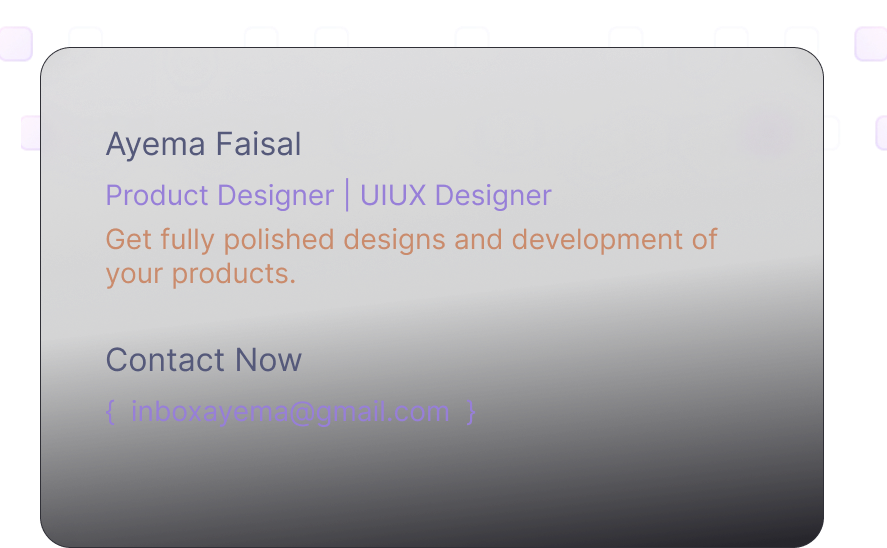 Ayema Faisal
Product Designer | UIUX Designer
Get fully polished designs and development of
your products.
Contact Now
{ inboxayema@gmail.com }